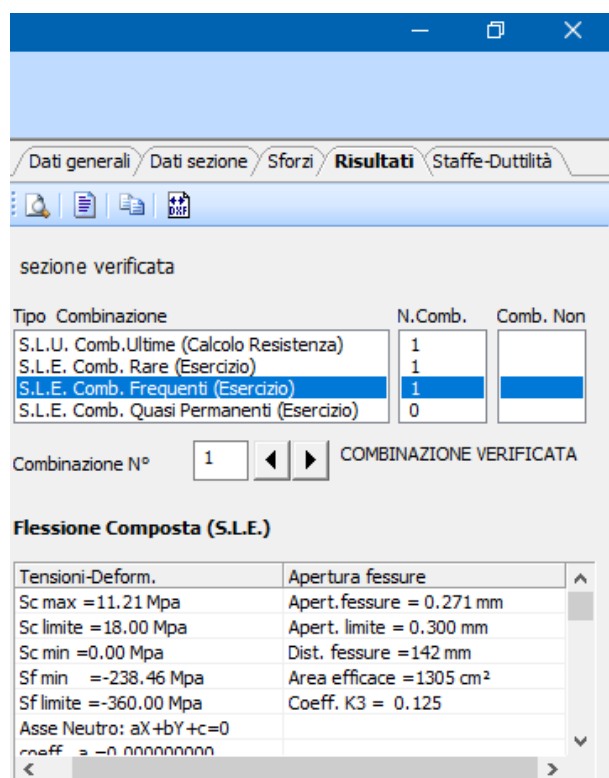 Dati generali Dati sezione Sforzi Risultati Staffe-Duttilità
DXF
sezione verificata
Tipo Combinazione N.Comb. Comb. Non
S.L.U. Comb.Ultime (Calcolo Resistenza) 1
S.L.E. Comb. Rare (Esercizio) 1
S.L.E. Comb. Frequenti (Esercizio) 1
S.L.E. Comb. Quasi Permanenti (Esercizio) 0
Combinazione N° 1 COMBINAZIONE VERIFICATA
Flessione Composta (S.L.E.)
Tensioni-Deform. Apertura fessure
Sc max =11.21 Mpa Apert.fessure = 0.271 mm
Sc limite =18.00 Mpa Apert. limite = 0.300 mm
Sc min =0.00 Mpa Dist. fessure =142 mm
Sf min =-238.46 Mpa Area efficace =1305 cm²
Sf limite =-360.00 Mpa Coeff. K3 = 0.125
Asse Neutro: aX+bY+c=0
coeff. a =0.000000000